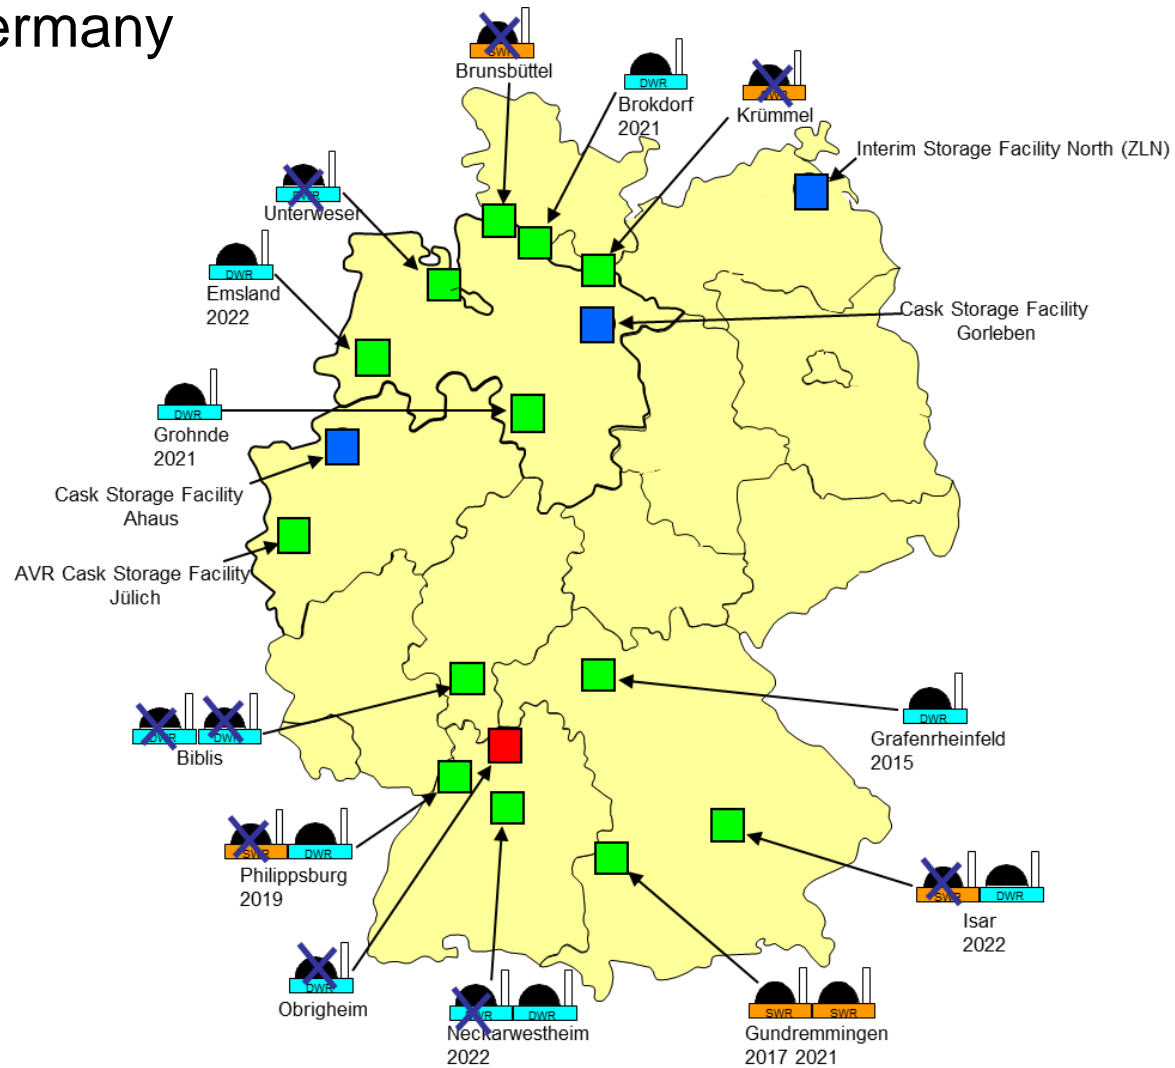 ermany
SWR
Brunsbüttel
DWR
Brokdorf
2021
SWR
Krümmel
Interim Storage Facility North (ZLN)
DWR
Unterweser
DWR
Emsland
2022
Cask Storage Facility
Gorleben
DWR
Grohnde
2021
Cask Storage Facility
Ahaus
AVR Cask Storage Facility
Jülich
DWR DWR
Biblis
DWR
Grafenrheinfeld
2015
SWR DWR
Philippsburg
2019
SWR DWR
Isar
2022
DWR
Obrigheim
DWR DWR
Neckarwestheim
2022
SWR SWR
Gundremmingen
2017 2021